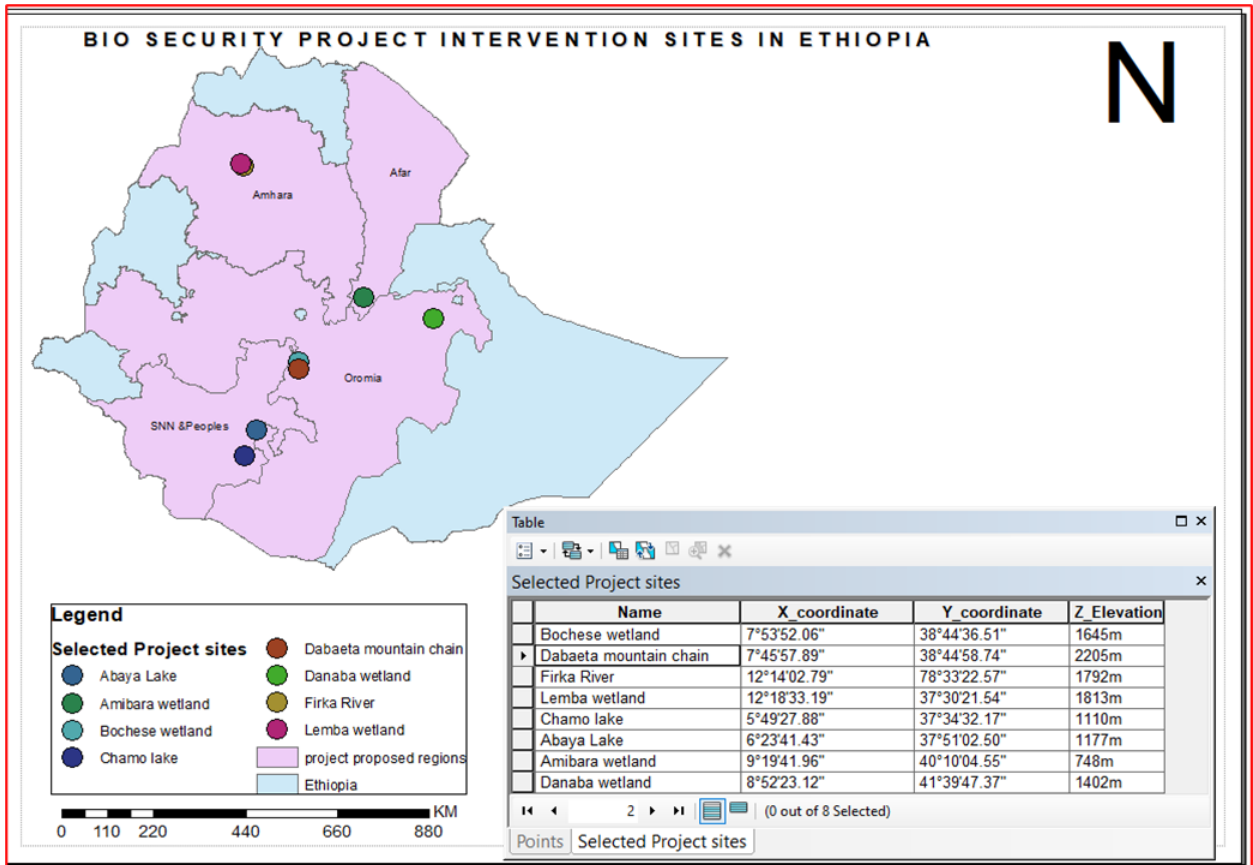 BIO SECURITY PROJECT INTERVENTION SITES IN ETHIOPIA
N
Afar
Amhara
Oromia
SNN &Peoples
Legend
Selected Project sites
Abaya Lake
Amibara wetland
Bochese wetland
Chamo lake
Dabaeta mountain chain
Danaba wetland
Firka River
Lemba wetland
project proposed regions
Ethiopia
KM
0 110 220 440 660 880
Table
Selected Project sites
Name X_coordinate Y_coordinate Z_Elevation
Bochese wetland 7°53'52.06" 38°44'36.51" 1645m
Dabaeta mountain chain 7°45'57.89" 38°44'58.74" 2205m
Firka River 12°14'02.79" 78°33'22.57" 1792m
Lemba wetland 12°18'33.19" 37°30'21.54" 1813m
Chamo lake 5°49'27.88" 37°34'32.17" 1110m
Abaya Lake 6°23'41.43" 37°51'02.50" 1177m
Amibara wetland 9°19'41.96" 40°10'04.55" 748m
Danaba wetland 8°52'23.12" 41°39'47.37" 1402m
2 (0 out of 8 Selected)
Points Selected Project sites